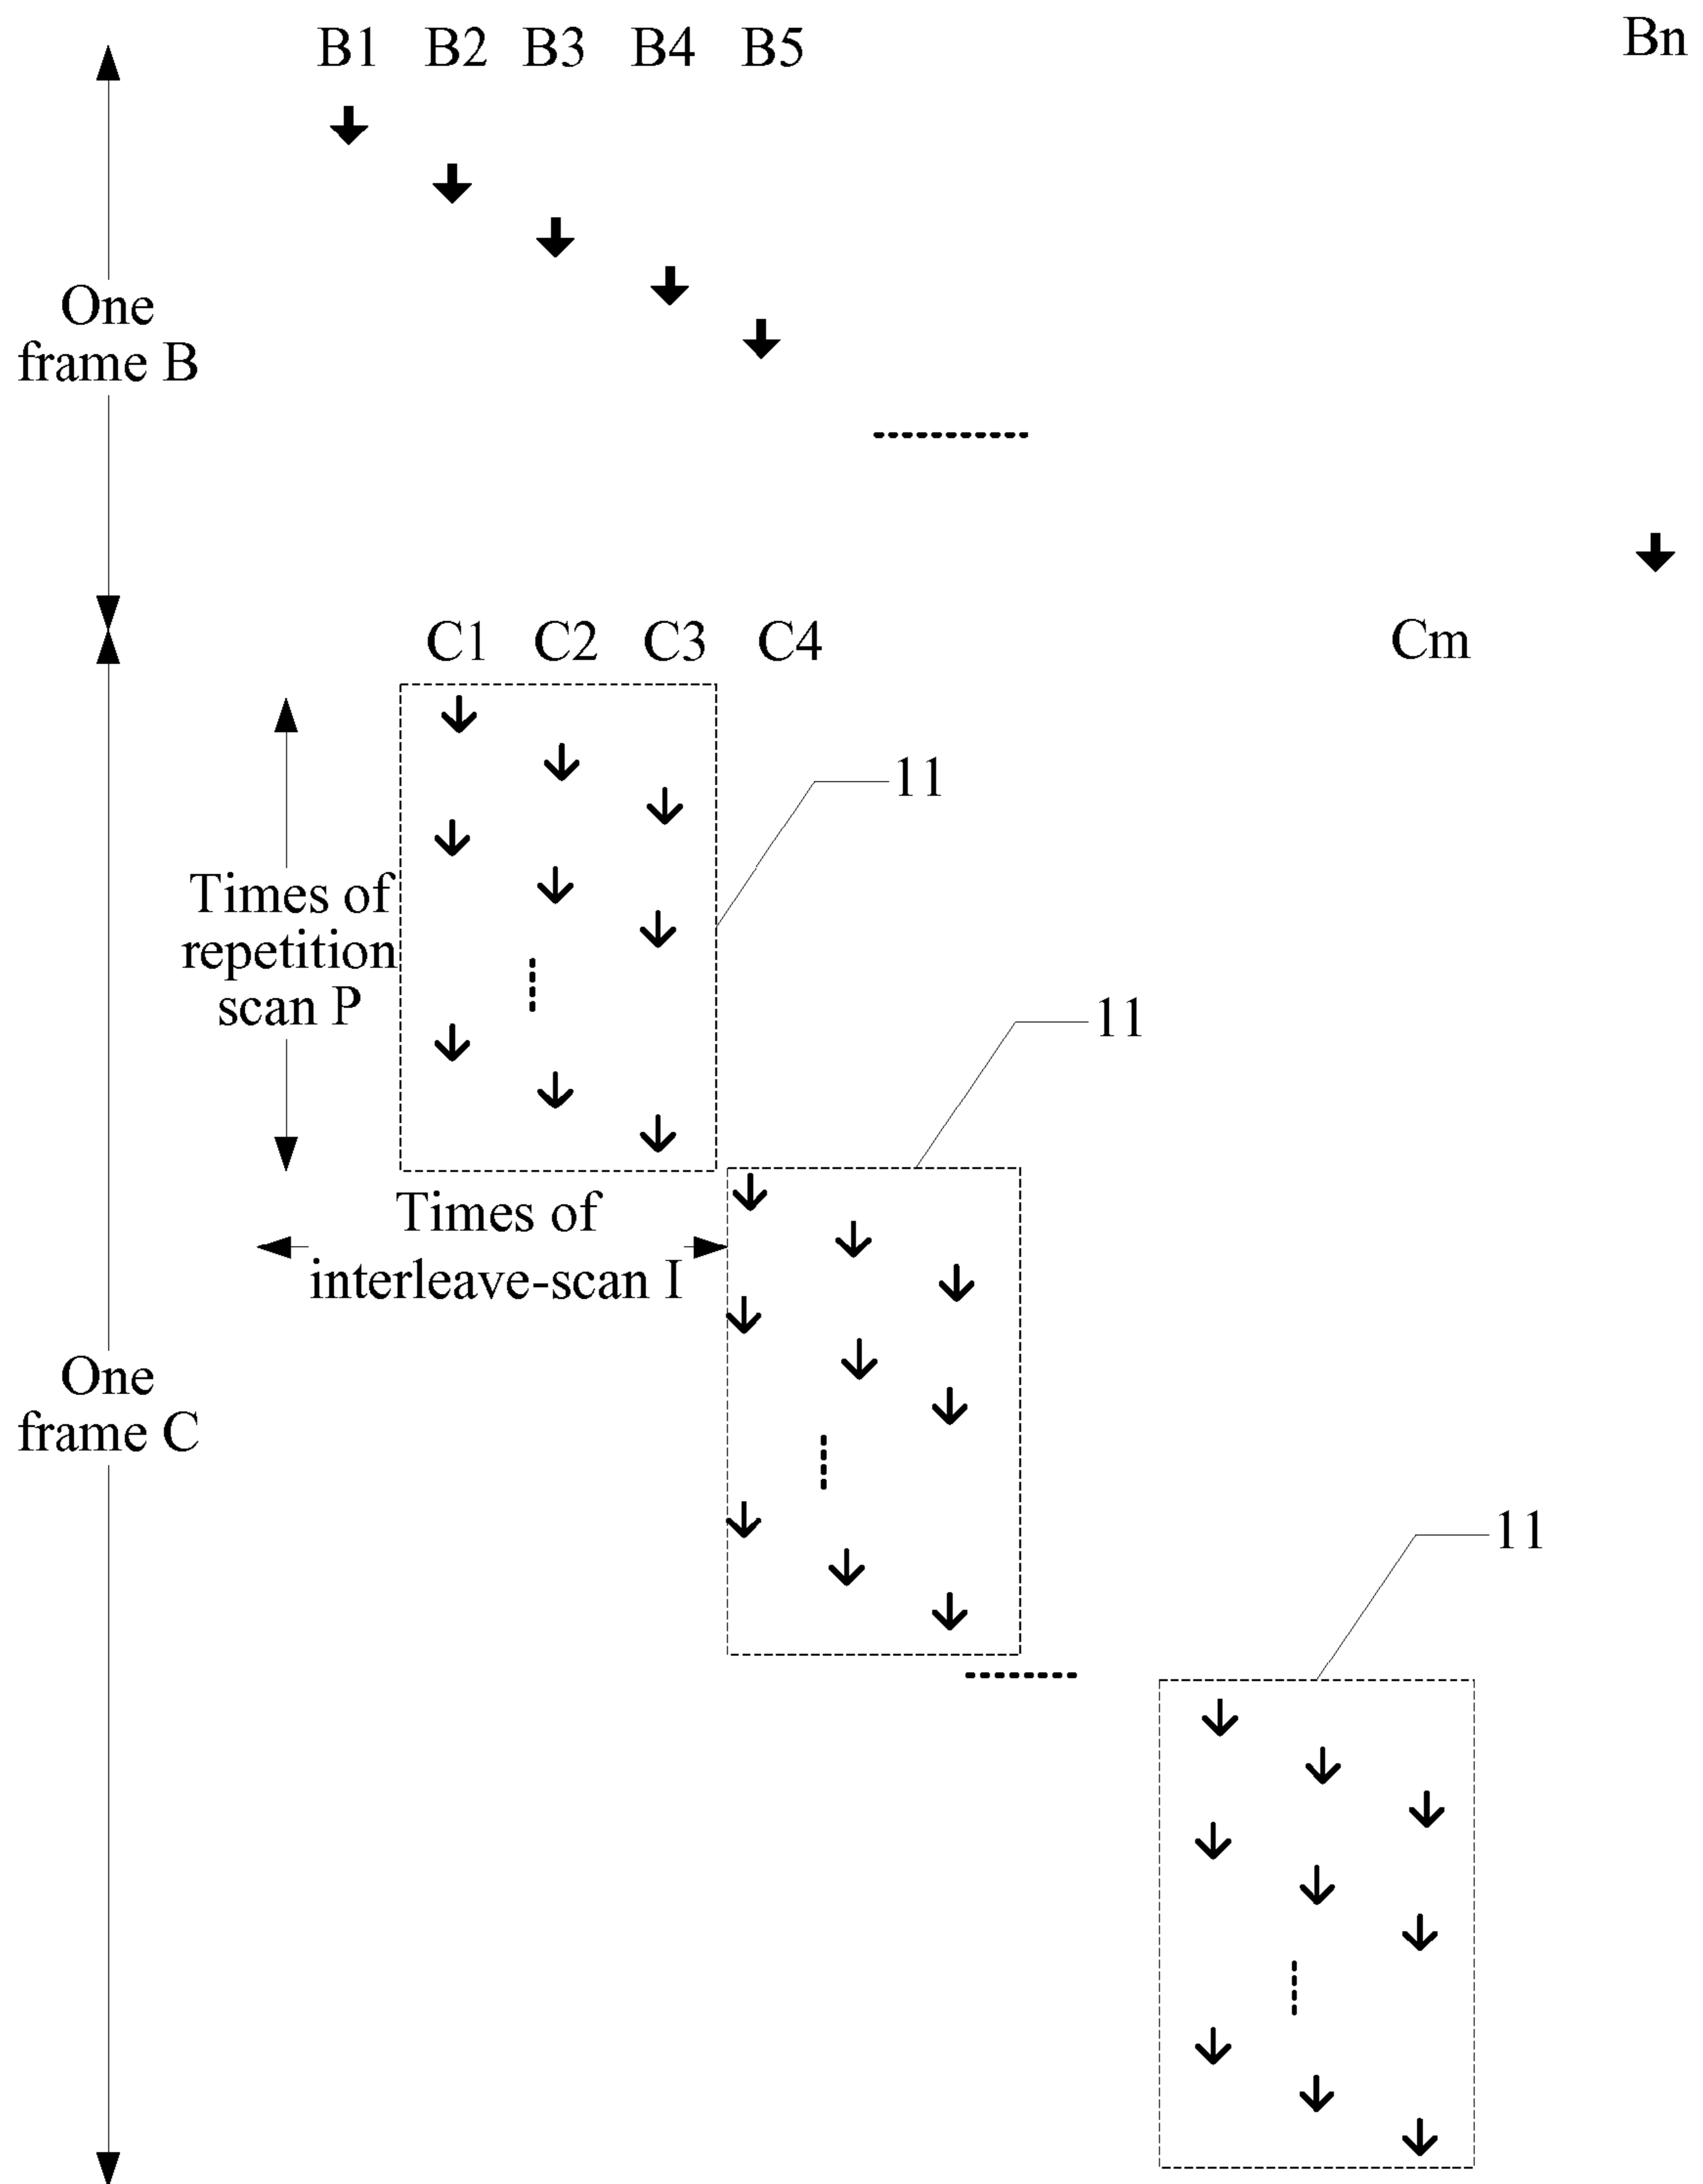 B1 B2 B3 B4 B5 Bn
One
frame B
C1 C2 C3 C4 Cm
11
Times of
repetition
scan P
11
Times of
interleave-scan I
One
frame C
11